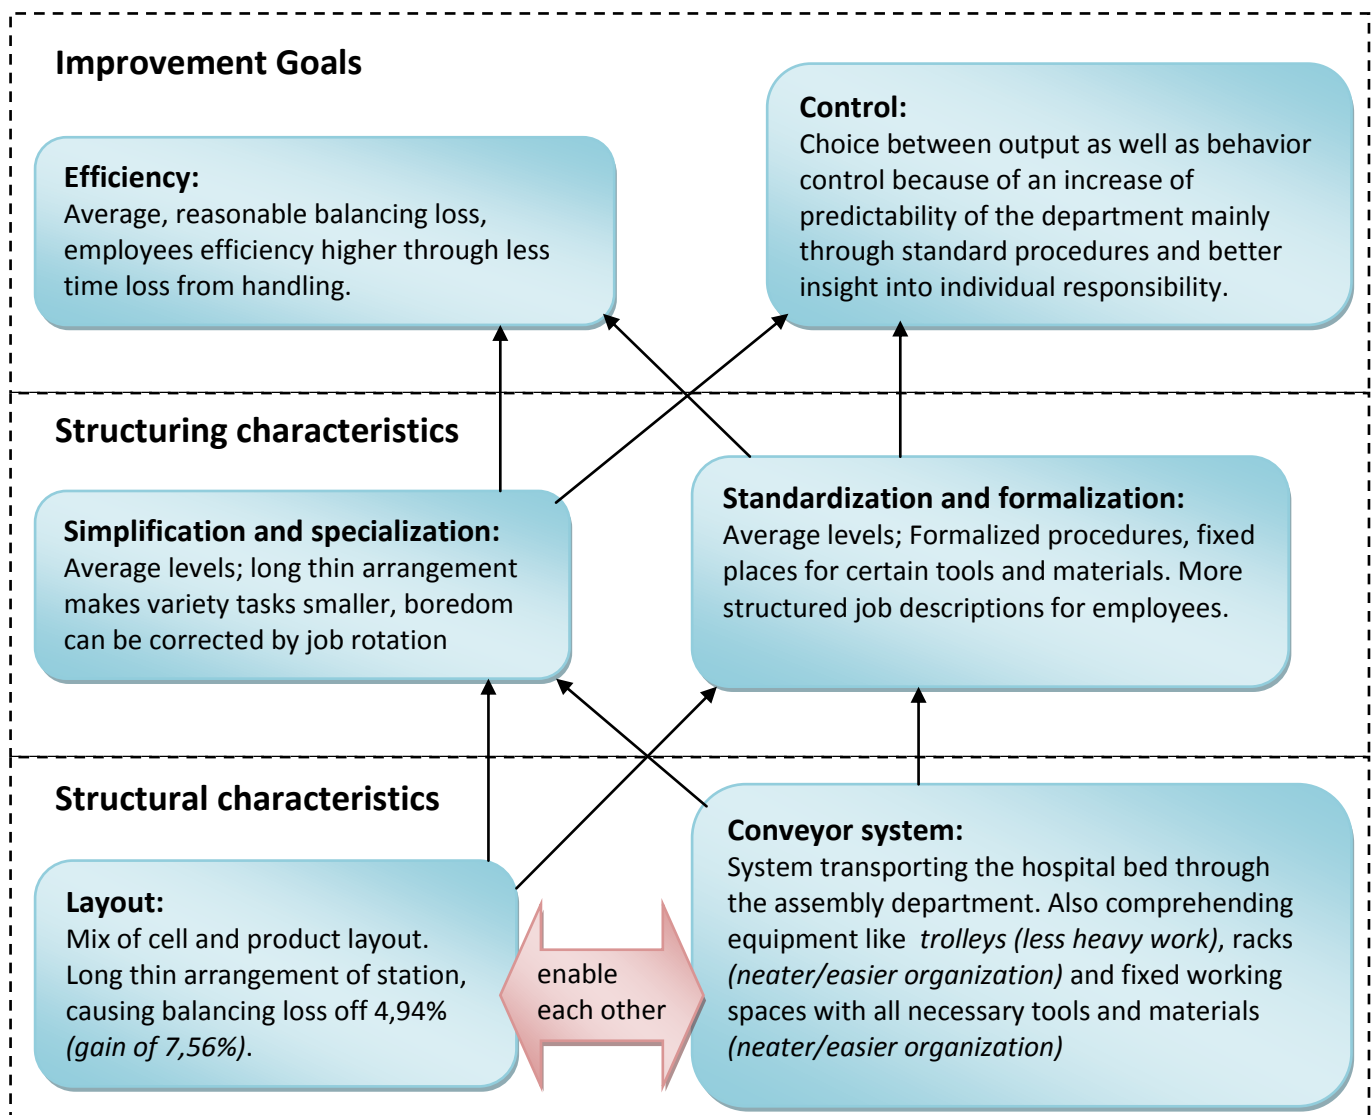 Improvement Goals
Efficiency:
Average, reasonable balancing loss,
employees efficiency higher through less
time loss from handling.
Control:
Choice between output as well as behavior
control because of an increase of
predictability of the department mainly
through standard procedures and better
insight into individual responsibility.
Structuring characteristics
Simplification and specialization:
Average levels; long thin arrangement
makes variety tasks smaller, boredom
can be corrected by job rotation
Standardization and formalization:
Average levels; Formalized procedures, fixed
places for certain tools and materials. More
structured job descriptions for employees.
Structural characteristics
Layout:
Mix of cell and product layout.
Long thin arrangement of station,
causing balancing loss off 4,94%
(gain of 7,56%).
enable
each other
Conveyor system:
System transporting the hospital bed through
the assembly department. Also comprehending
equipment like trolleys (less heavy work), racks
(neater/easier organization) and fixed working
spaces with all necessary tools and materials
(neater/easier organization)